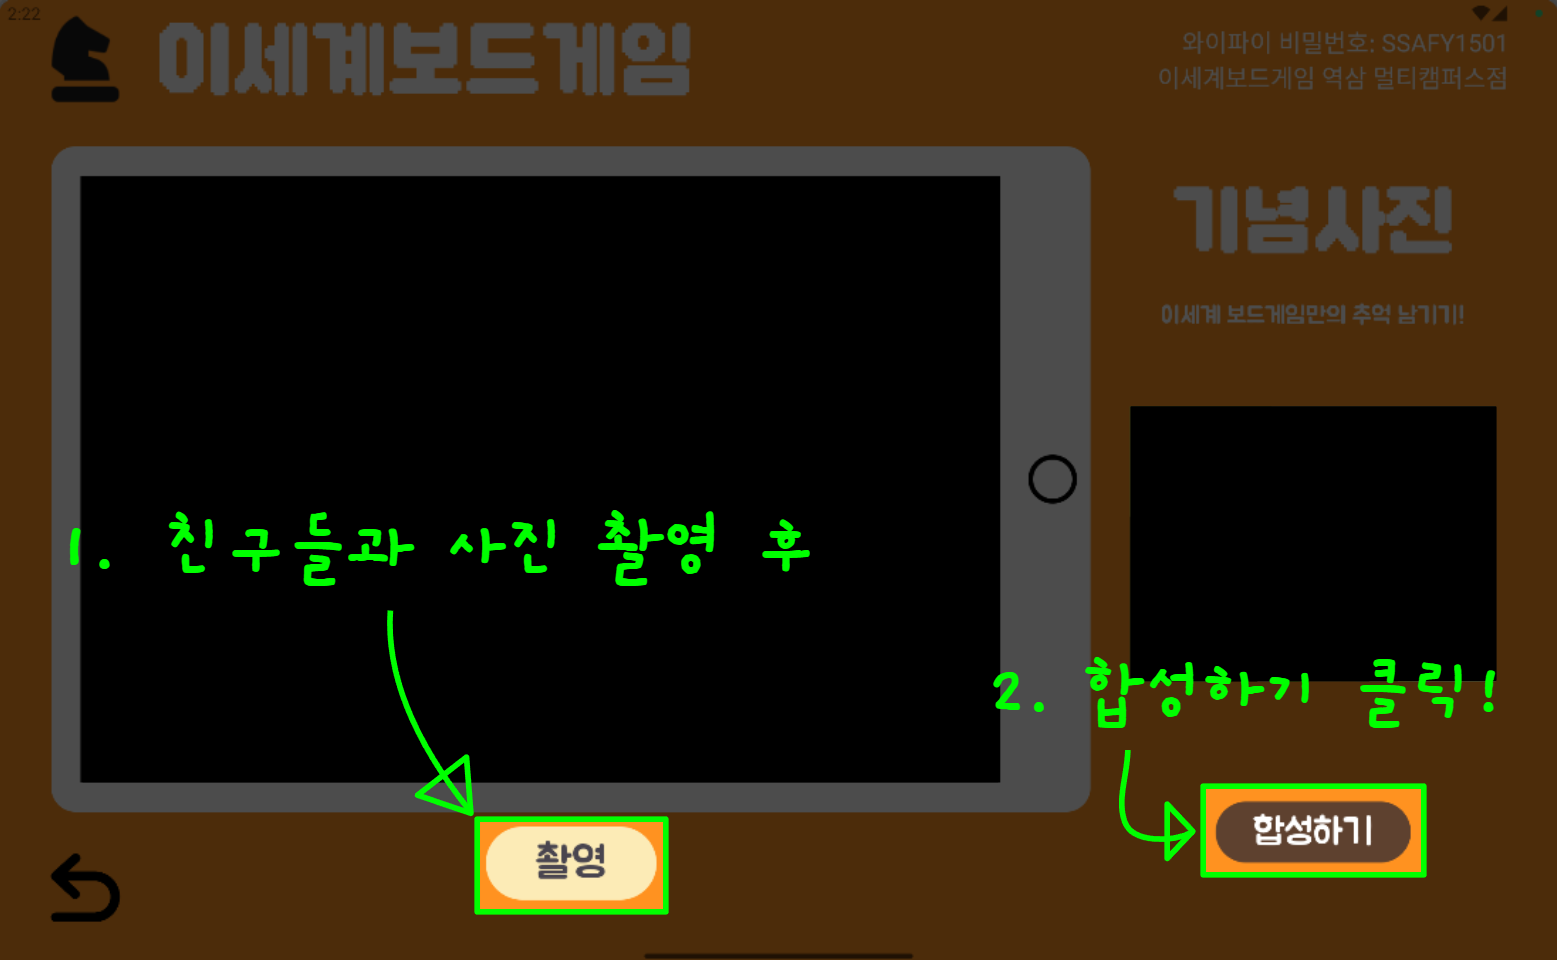 2:22
이세계보드게임
와이파이 비밀번호: SSAFY1501
이세계보드게임 역삼 멀티캠퍼스점
기념사진
이세계 보드게임만의 추억 남기기!
1. 친구들과 사진 촬영 후
2. 합성하기 클릭!
촬영
합성하기